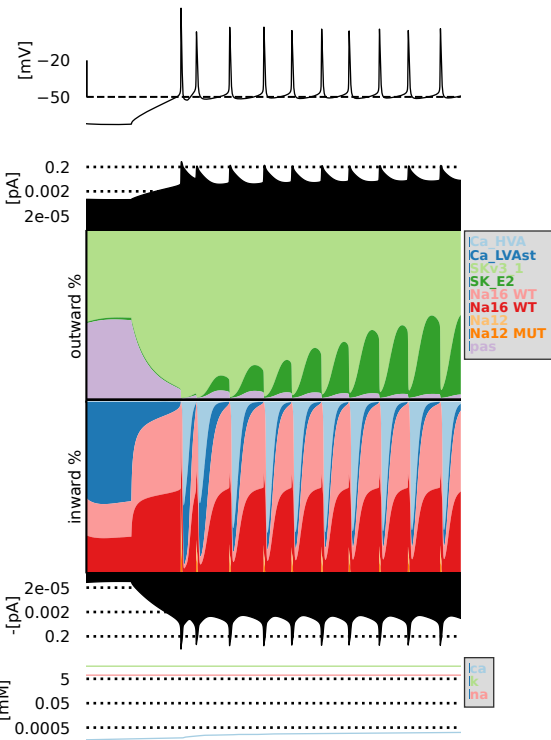 [mV]
−20
−50
[pA]
0.2
0.002
2e-05
outward %
Ca_HVA
Ca_LVAst
SKv3_1
SK_E2
Na16 WT
Na16 WT
Na12
Na12 MUT
pas
inward %
-[pA]
2e-05
0.002
0.2
[mM]
5
0.05
0.0005
ca
k
na